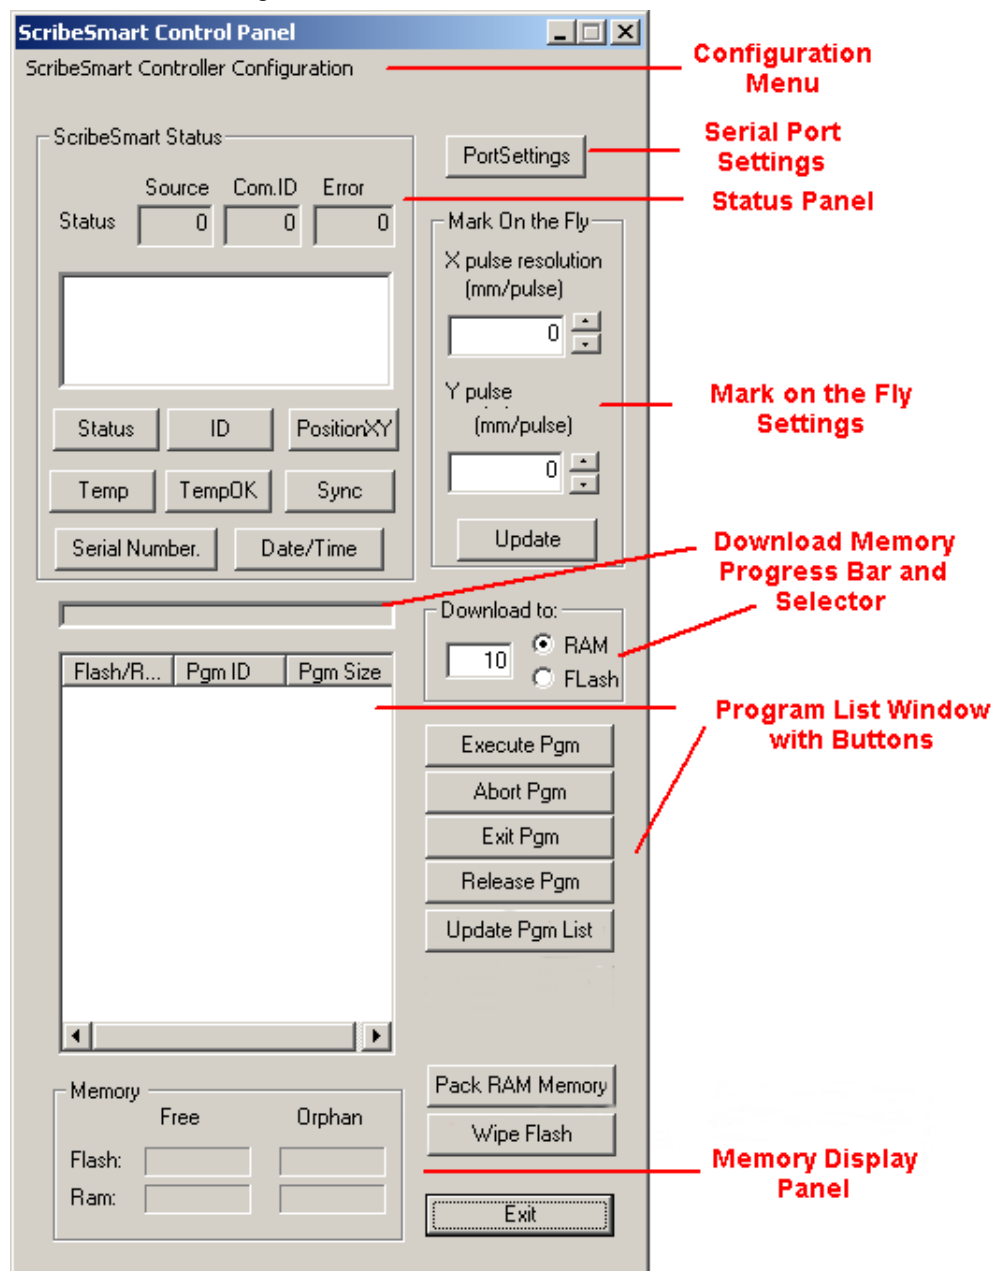 ScribeSmart Control Panel
ScribeSmart Controller Configuration
Configuration
Menu
ScribeSmart Status
PortSettings
Serial Port
Settings
Source Com.ID Error
Status 0 0 0
Status Panel
Mark On the Fly
X pulse resolution
(mm/pulse)
0
Y pulse
(mm/pulse)
0
Update
Mark on the Fly
Settings
Status ID PositionXY
Temp TempOK Sync
Serial Number. Date/Time
Download Memory
Progress Bar and
Selector
Download to:
10 RAM
FLash
Flash/R... Pgm ID Pgm Size
Program List Window
with Buttons
Execute Pgm
Abort Pgm
Exit Pgm
Release Pgm
Update Pgm List
Pack RAM Memory
Wipe Flash
Memory
Free Orphan
Flash:
Ram:
Memory Display
Panel
Exit